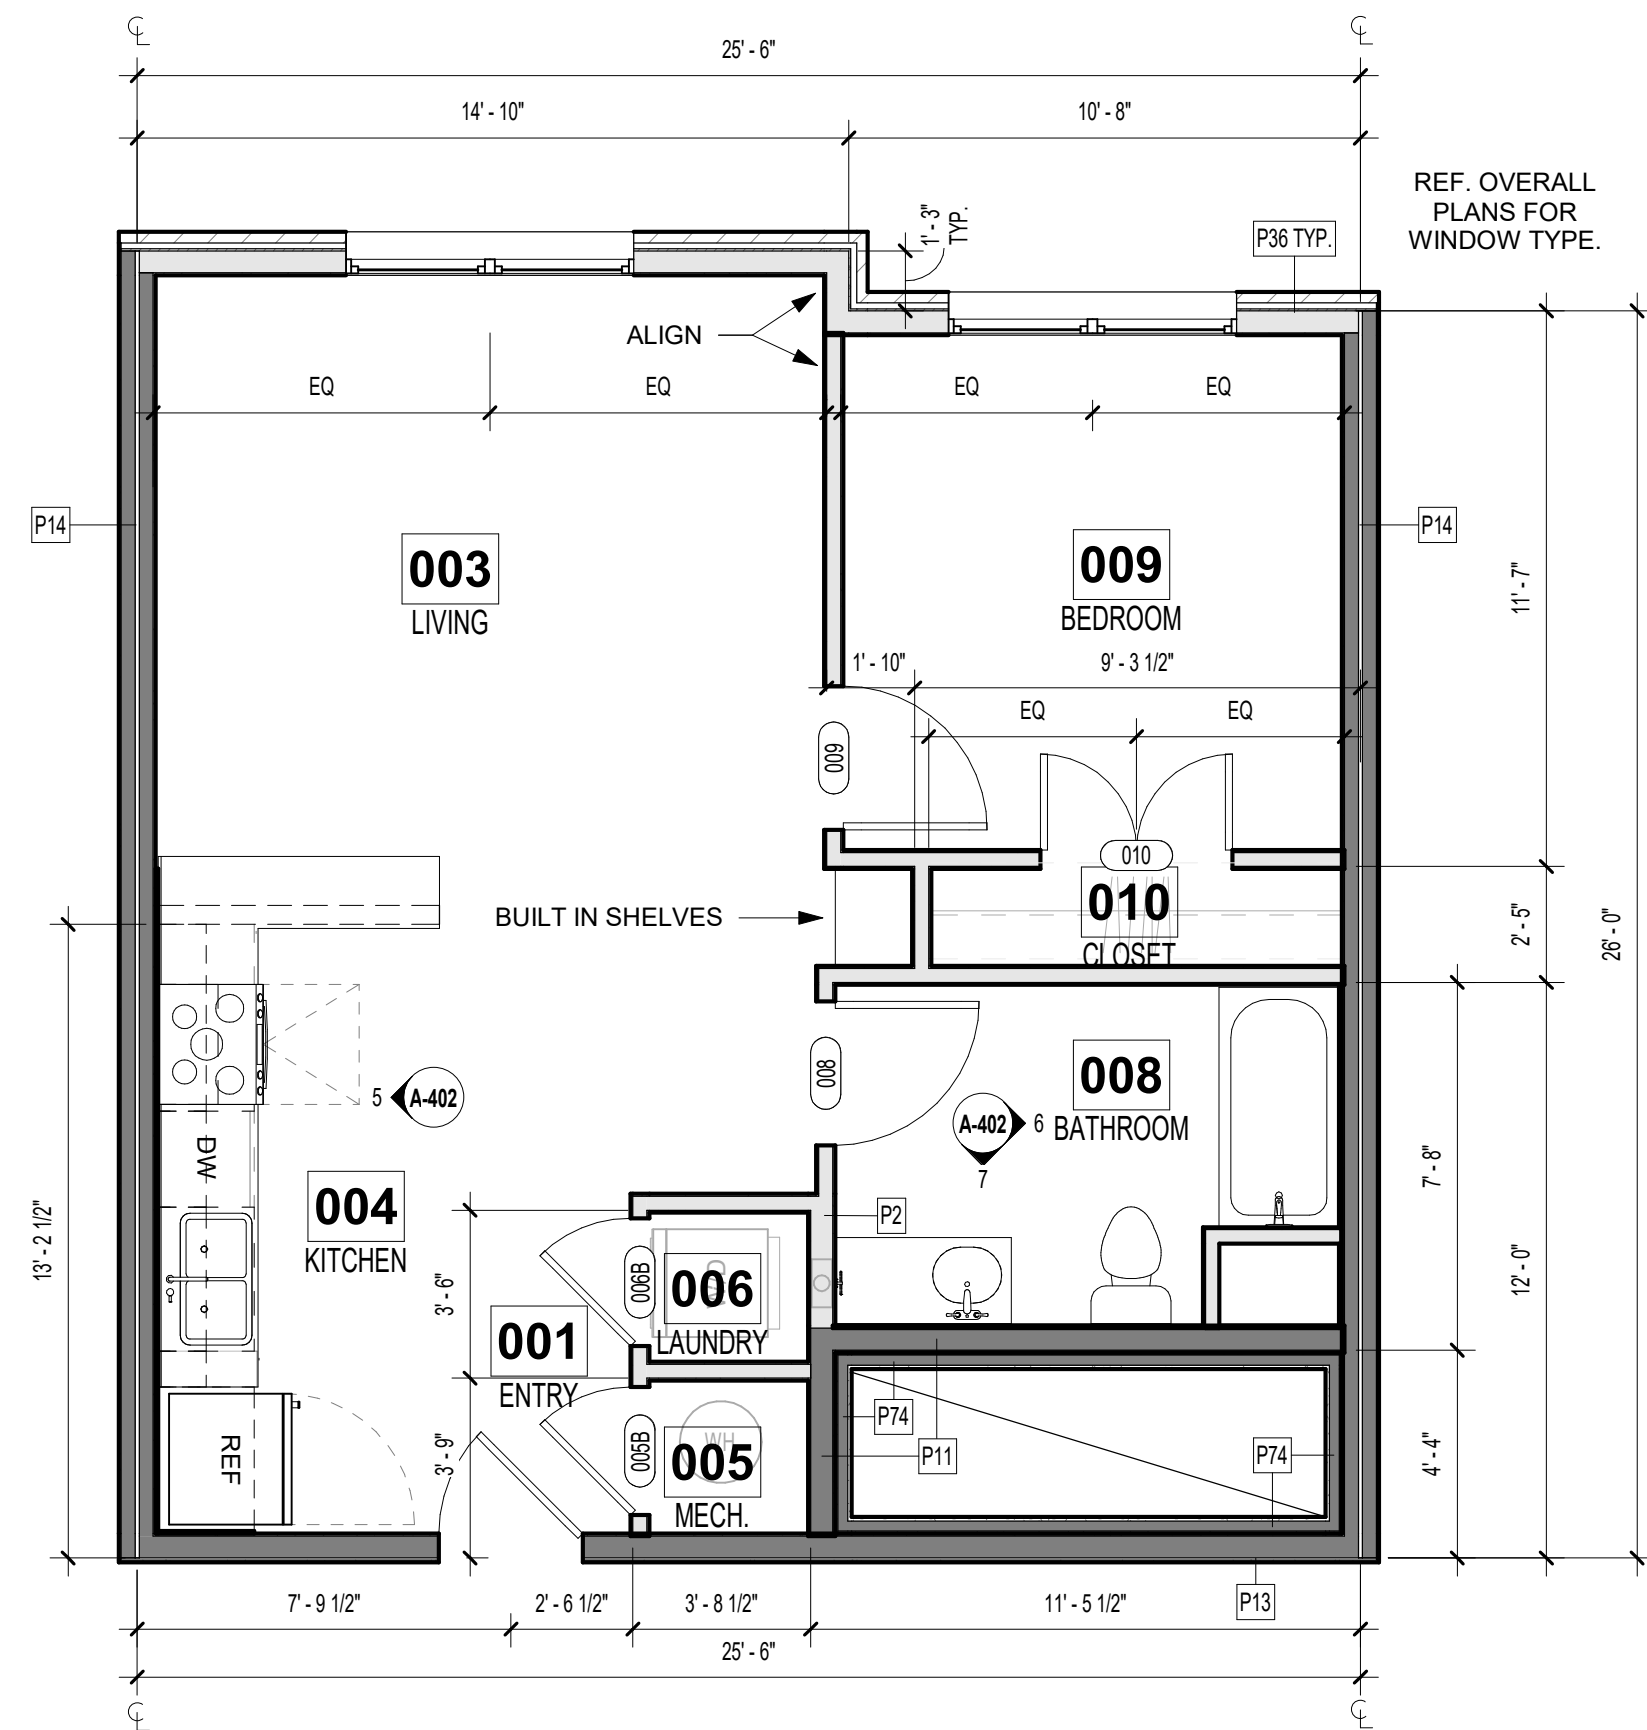 25' - 6"
14' - 10"
10' - 8"
REF. OVERALL
PLANS FOR
WINDOW TYPE.
1' - 3"
TYP.
P36 TYP.
ALIGN
EQ
EQ
EQ
EQ
P14
P14
003
LIVING
009
BEDROOM
11' - 7"
1' - 10"
9' - 3 1/2"
EQ
EQ
009
010
010
CLOSET
BUILT IN SHELVES
2' - 5"
26' - 0"
008
5
A-402
008
BATHROOM
A-402
6
7
DW
004
KITCHEN
13' - 2 1/2"
7' - 8"
P2
3' - 6"
006B
006
LAUNDRY
12' - 0"
001
ENTRY
REF
3' - 9"
005B
WH
005
MECH.
P74
P11
P74
4' - 4"
P13
7' - 9 1/2"
2' - 6 1/2"
3' - 8 1/2"
11' - 5 1/2"
25' - 6"